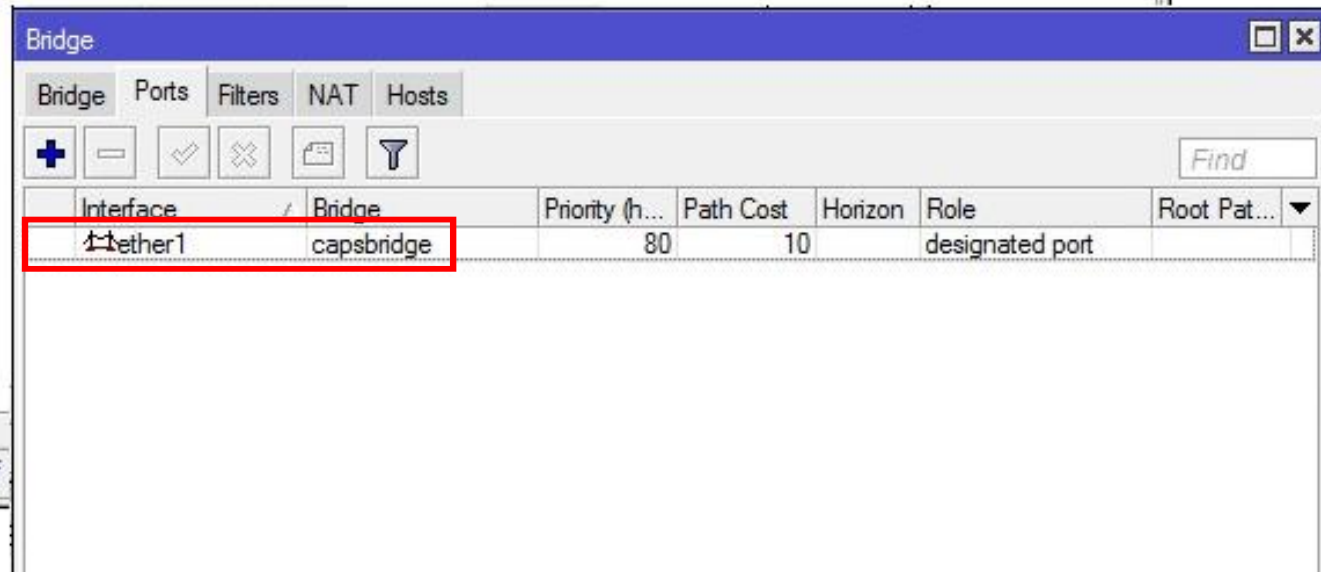 Bridge
Bridge Ports Filters NAT Hosts
Find
Interface Bridge Priority (h... Path Cost Horizon Role Root Pat...
ether1 capsbridge 80 10 designated port